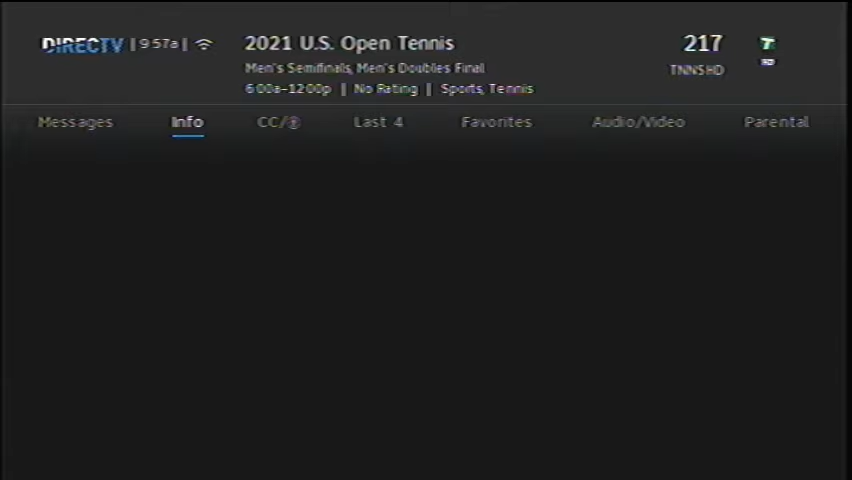 DIRECTV | 9:57a | 2021 U.S. Open Tennis 217
Men's Semifinals, Men's Doubles Final TNNSHD
6:00a-12:00p | No Rating | Sports, Tennis
Messages Info CC/ Last 4 Favorites Audio/Video Parental